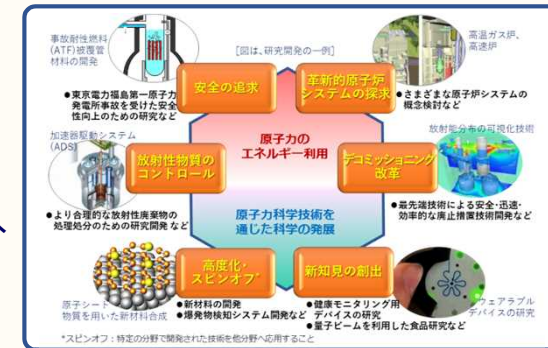 事故耐性燃料
(ATF)被覆管
材料の開発
[図は、研究開発の一例]
高温ガス炉、
高速炉
安全の追求
革新的原子炉
システムの探求
●東京電力福島第一原子力
発電所事故を受けた安全
性向上のための研究など
●さまざまな原子炉システムの
概念検討など
原子力の
エネルギー利用
加速器駆動システム
(ADS)
放射能分布の可視化技術
放射性物質の
コントロール
デコミッショニング
改革
●より合理的な放射性廃棄物の
処理処分のための研究開発 など
●最先端技術による安全・迅速・
効率的な廃止措置技術開発など
原子力科学技術を
通じた科学の発展
高度化・
スピンオフ*
新知見の創出
原子シート
物質を用いた新材料合成
●新材料の開発
●爆発物検知システム開発など
●健康モニタリング用
デバイスの研究
●量子ビームを利用した食品研究など
ウェアラブル
デバイスの研究
*スピンオフ:特定の分野で開発された技術を他分野へ応用すること